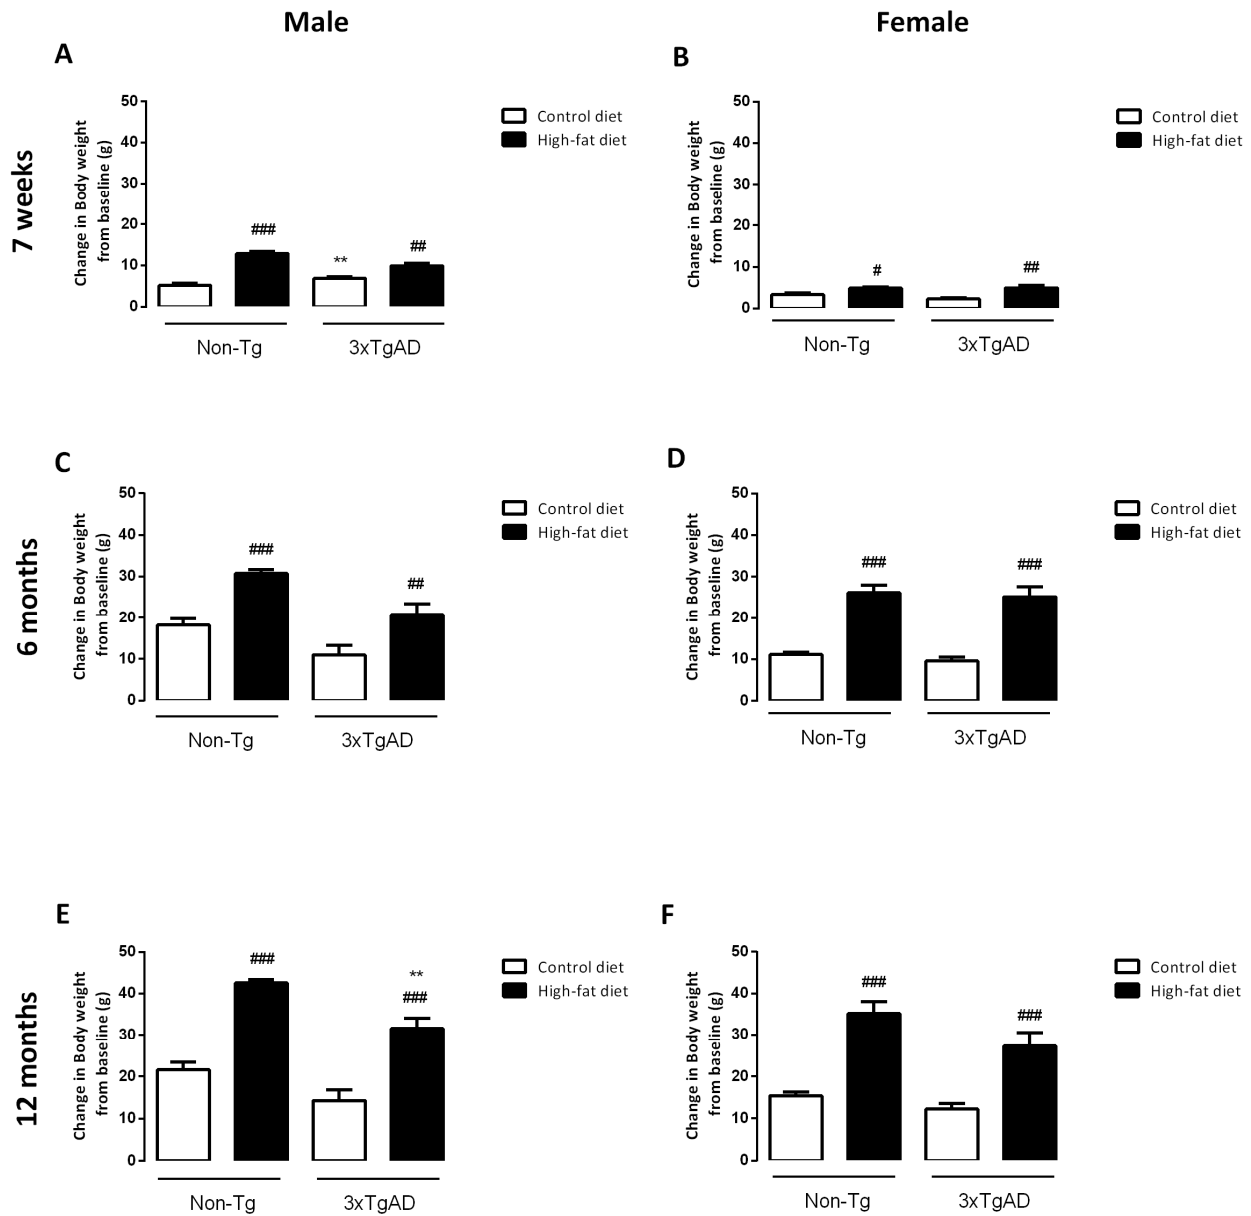 Male
Female
7 weeks
A
Change in Body weight
from baseline (g)
50
40
30
20
10
0
###
**
##
Non-Tg
3xTgAD
Control diet
High-fat diet
B
Change in Body weight
from baseline (g)
50
40
30
20
10
0
#
##
Non-Tg
3xTgAD
Control diet
High-fat diet
6 months
C
Change in Body weight
from baseline (g)
50
40
30
20
10
0
###
##
Non-Tg
3xTgAD
Control diet
High-fat diet
D
Change in Body weight
from baseline (g)
50
40
30
20
10
0
###
###
Non-Tg
3xTgAD
Control diet
High-fat diet
12 months
E
Change in Body weight
from baseline (g)
50
40
30
20
10
0
###
**
###
Non-Tg
3xTgAD
Control diet
High-fat diet
F
Change in Body weight
from baseline (g)
50
40
30
20
10
0
###
###
Non-Tg
3xTgAD
Control diet
High-fat diet